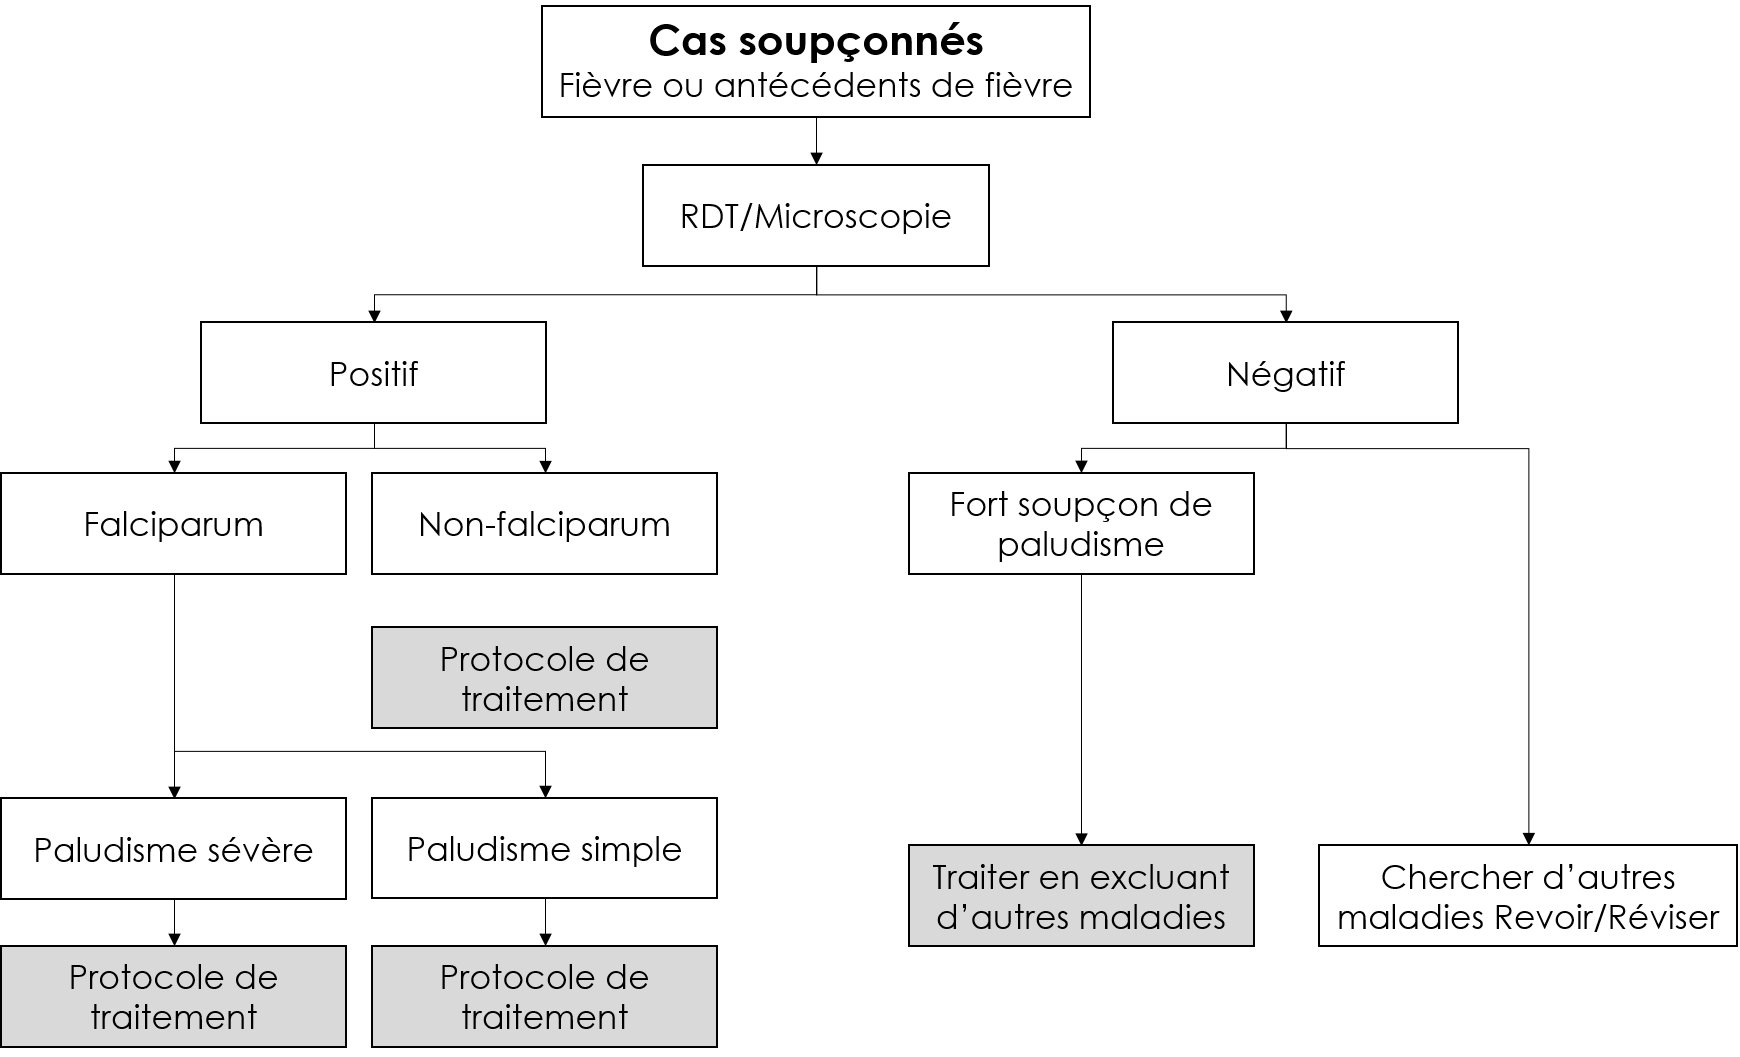 Cas soupçonnés
Fièvre ou antécédents de fièvre
RDT/Microscopie
Positif
Négatif
Falciparum
Non-falciparum
Fort soupçon de
paludisme
Protocole de
traitement
Paludisme sévère
Paludisme simple
Traiter en excluant
d’autres maladies
Chercher d’autres
maladies Revoir/Réviser
Protocole de
traitement
Protocole de
traitement